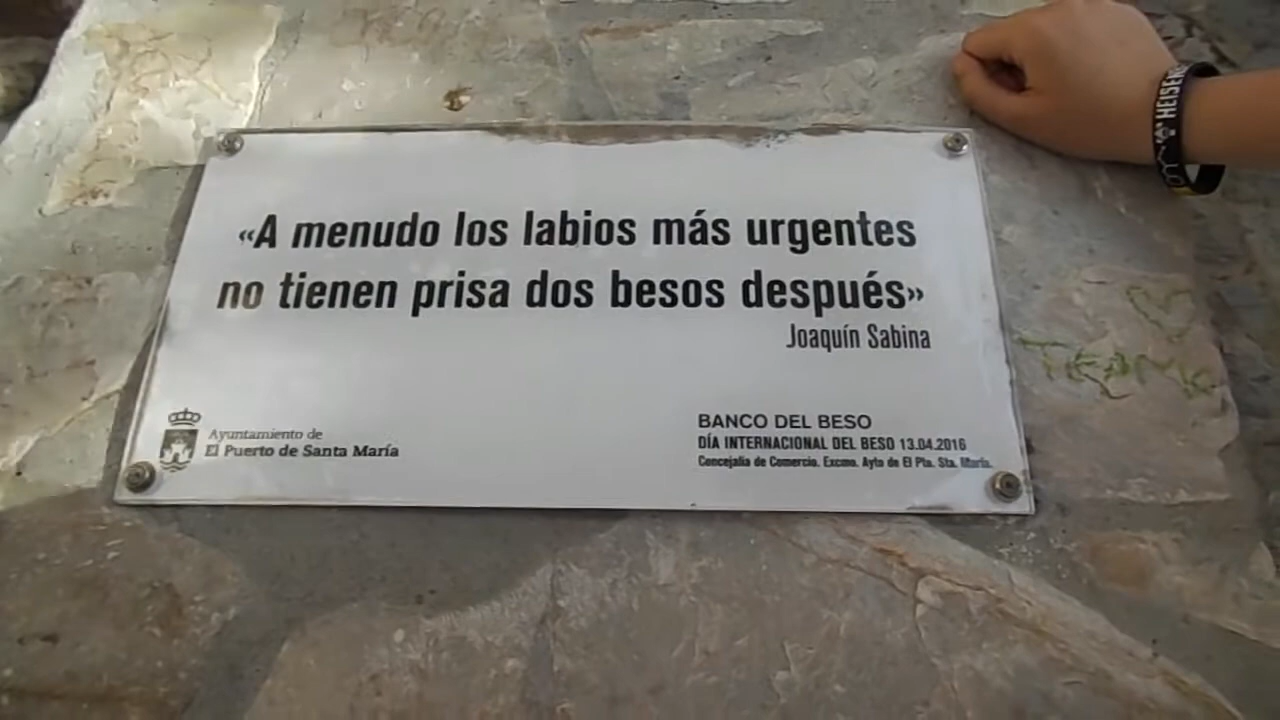 «A menudo los labios más urgentes
no tienen prisa dos besos después»
Joaquín Sabina
Ayuntamiento de
El Puerto de Santa María
BANCO DEL BESO
DÍA INTERNACIONAL DEL BESO 13.04.2016
Concejalía de Comercio. Excmo. Ayto de El Pto. Sta. María.
HEISEN